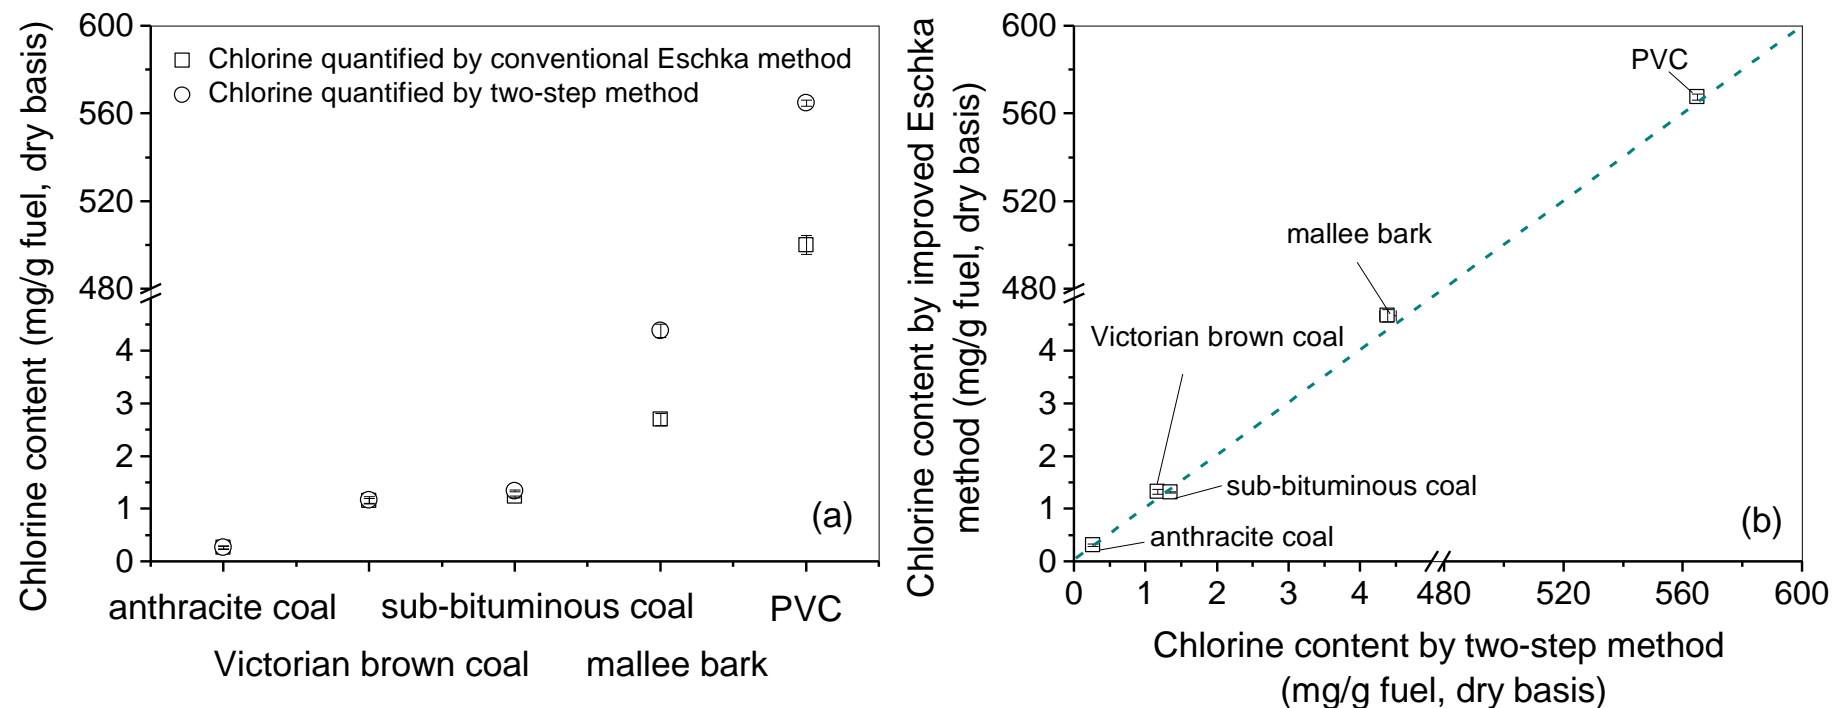 Chlorine content (mg/g fuel, dry basis)
600
560
520
480
4
3
2
1
0
Chlorine quantified by conventional Eschka method
Chlorine quantified by two-step method
(a)
anthracite coal
sub-bituminous coal
PVC
Victorian brown coal
mallee bark
Chlorine content by improved Eschka
method (mg/g fuel, dry basis)
600
560
520
480
4
3
2
1
0
PVC
mallee bark
Victorian brown coal
sub-bituminous coal
anthracite coal
(b)
0 1 2 3 4 480 520 560 600
Chlorine content by two-step method
(mg/g fuel, dry basis)